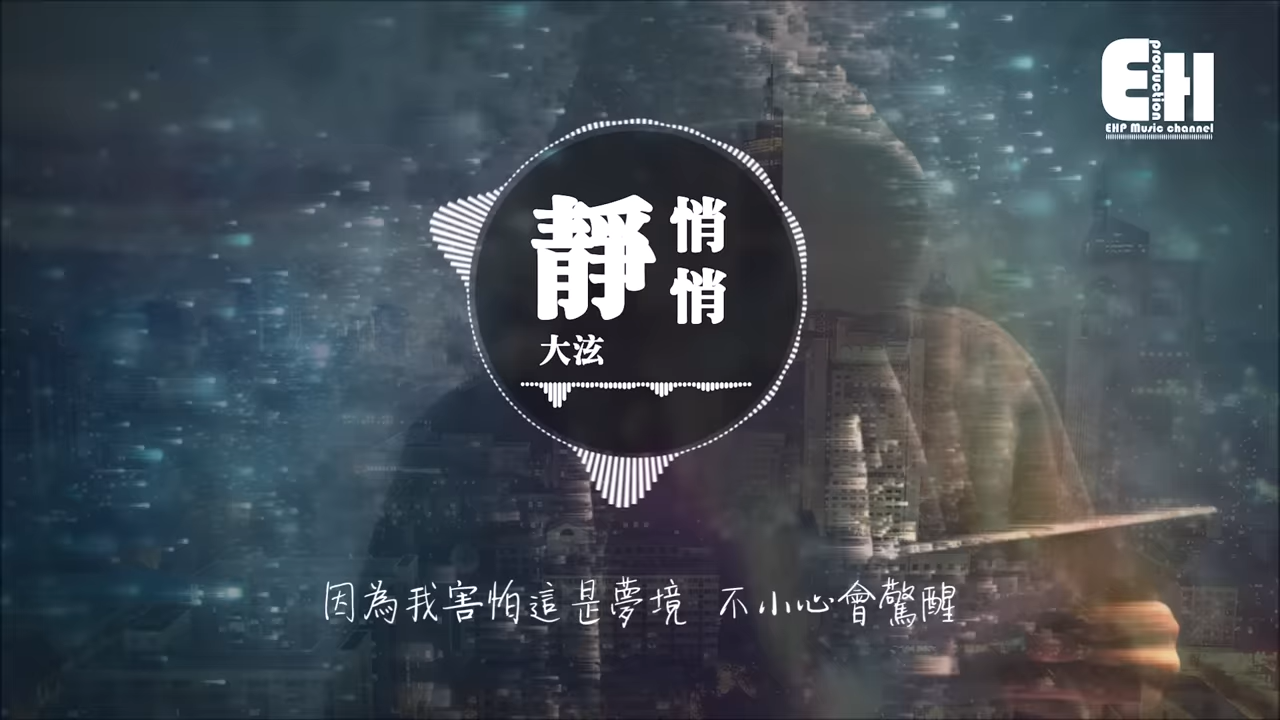 靜悄悄
大泫
EH
production
EHP Music channel
因為我害怕這是夢境 不小心會驚醒